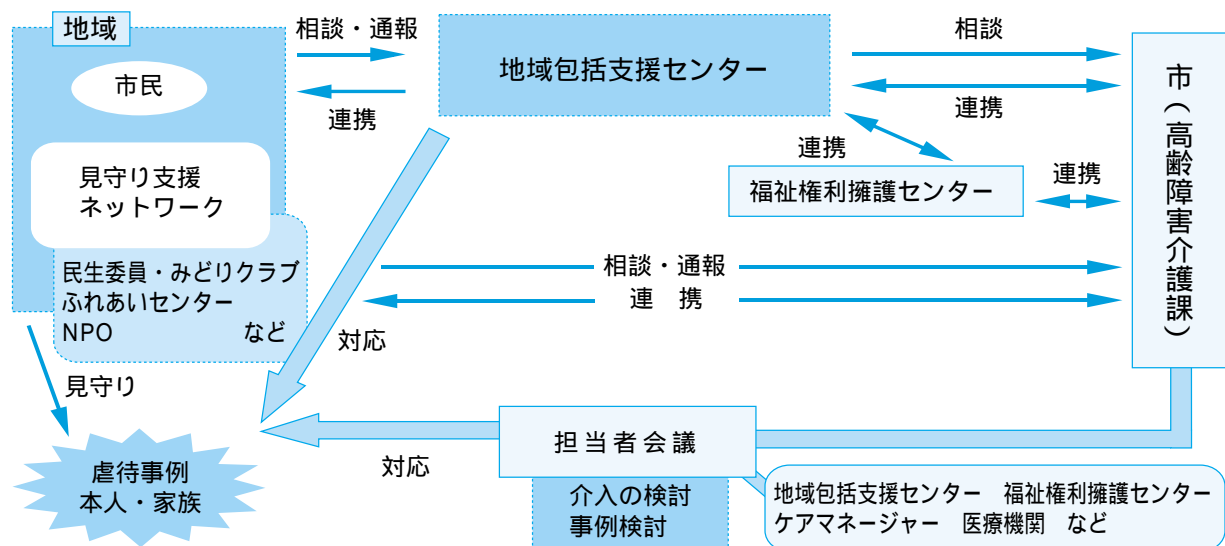 地域
市民
見守り支援
ネットワーク
民生委員・みどりクラブ
ふれあいセンター
NPO　　　　　など
見守り
虐待事例
本人・家族
相談・通報
連携
地域包括支援センター
相談
連携
連携
福祉権利擁護センター
連携
市（高齢障害介護課）
相談・通報
連　携
対応
対応
担当者会議
介入の検討
事例検討
地域包括支援センター　福祉権利擁護センター
ケアマネージャー　医療機関　など